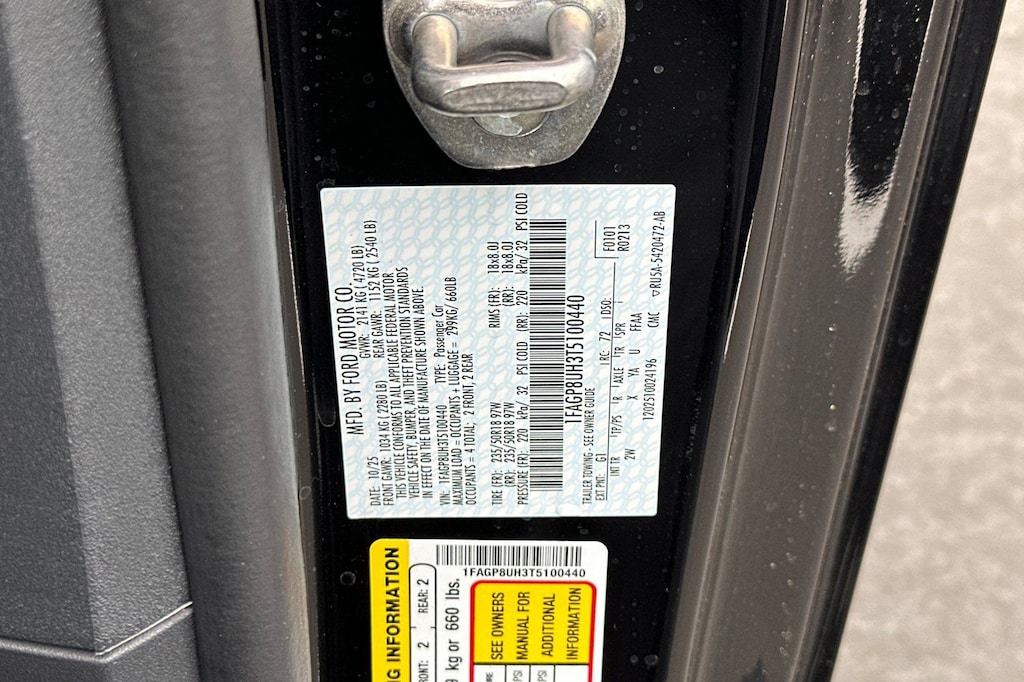 MFD. BY FORD MOTOR CO.
DATE: 10/25 GVWR: 2141 KG ( 4720 LB)
FRONT GAWR: 1034 KG ( 2280 LB) REAR GAWR: 1152 KG ( 2540 LB)
THIS VEHICLE CONFORMS TO ALL APPLICABLE FEDERAL MOTOR
VEHICLE SAFETY, BUMPER, AND THEFT PREVENTION STANDARDS
IN EFFECT ON THE DATE OF MANUFACTURE SHOWN ABOVE.
VIN: 1FAGP8UH3T5100440 TYPE: Passenger Car
MAXIMUM LOAD = OCCUPANTS + LUGGAGE = 299KG/ 660LB
OCCUPANTS = 4 TOTAL; 2 FRONT, 2 REAR
TIRE (FR): 235/50R18 97W RIMS (FR): 18x8.0J
(RR): 235/50R18 97W (RR): 18x8.0J
PRESSURE (FR): 220 kPa/ 32 PSI COLD (RR): 220 kPa/ 32 PSI COLD
1FAGP8UH3T5100440
TRAILER TOWING - SEE OWNER GUIDE
EXT PNT: G1 RC: 72 DSO: F0101
INT TR TP/PS R AXLE TR SPR R0213
2W X YA U FFAA
1202510024196 CMC ▽RU5A-5420472-AB
1FAGP8UH3T5100440
NG INFORMATION
FRONT: 2 REAR: 2
9 kg or 660 lbs.
SEE OWNERS
MANUAL FOR
ADDITIONAL
INFORMATION
PSI
PSI